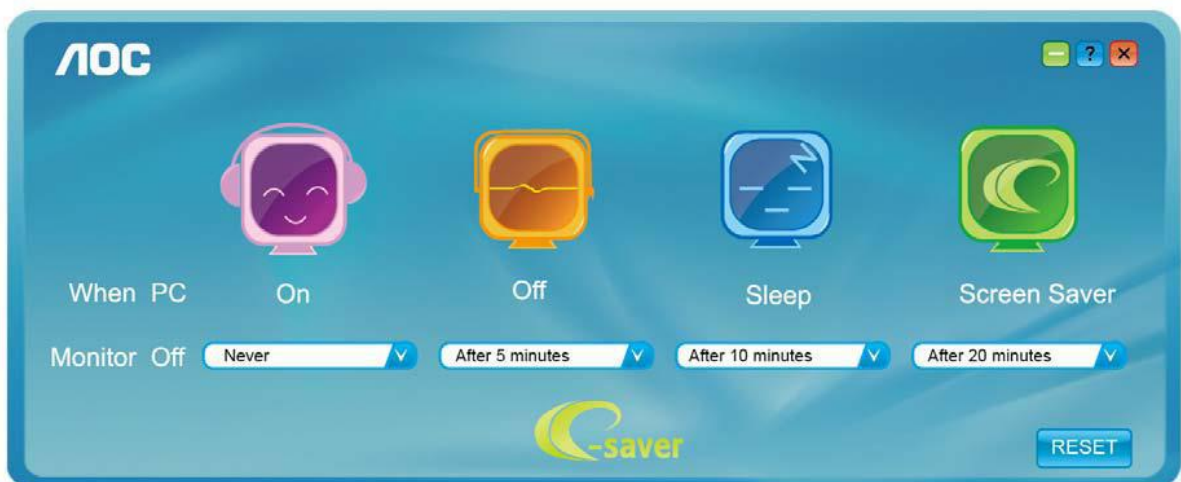 AOC
?
When PC On Off Sleep Screen Saver
Monitor Off Never After 5 minutes After 10 minutes After 20 minutes
e-saver
RESET